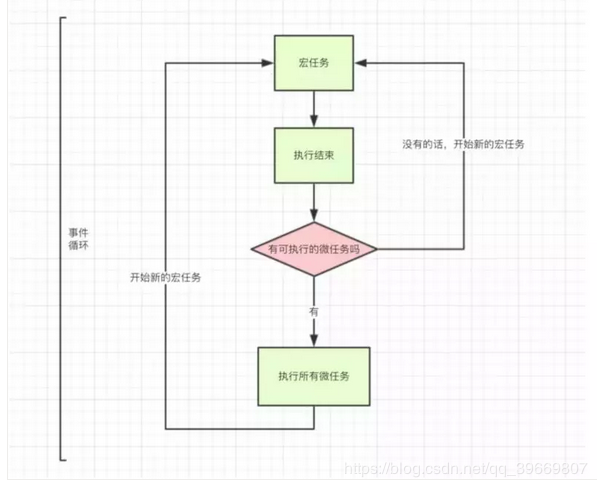 宏任务
执行结束
没有的话，开始新的宏任务
事件
循环
有可执行的微任务吗
开始新的宏任务
有
执行所有微任务
https://blog.csdn.net/qq_39669807